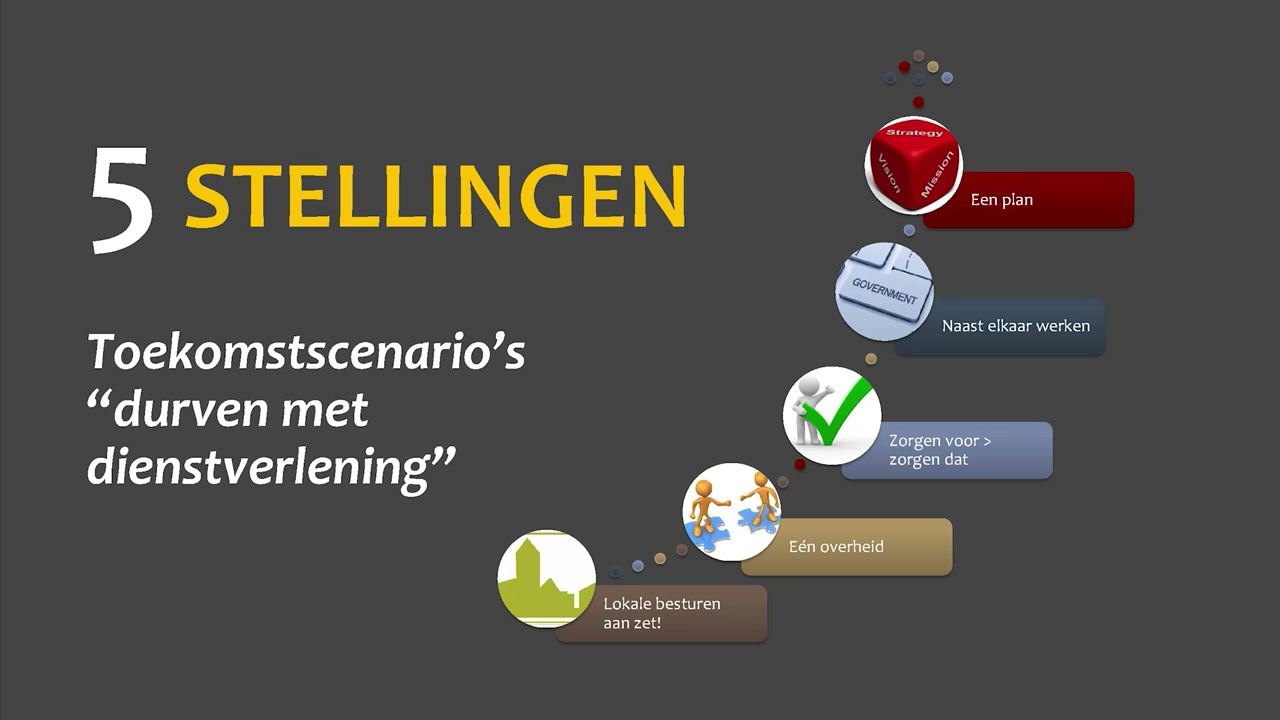 5 STELLINGEN
Toekomstscenario’s
“durven met
dienstverlening”
Strategy
Vision
Mission
Een plan
GOVERNMENT
Naast elkaar werken
Zorgen voor >
zorgen dat
Eén overheid
Lokale besturen
aan zet!